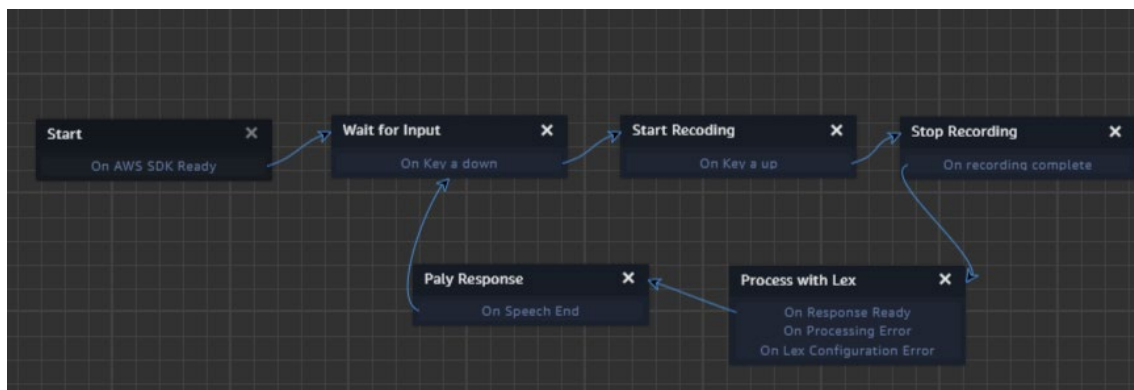 Start
On AWS SDK Ready
Wait for Input
On Key a down
Start Recoding
On Key a up
Stop Recording
On recording complete
Paly Response
On Speech End
Process with Lex
On Response Ready
On Processing Error
On Lex Configuration Error